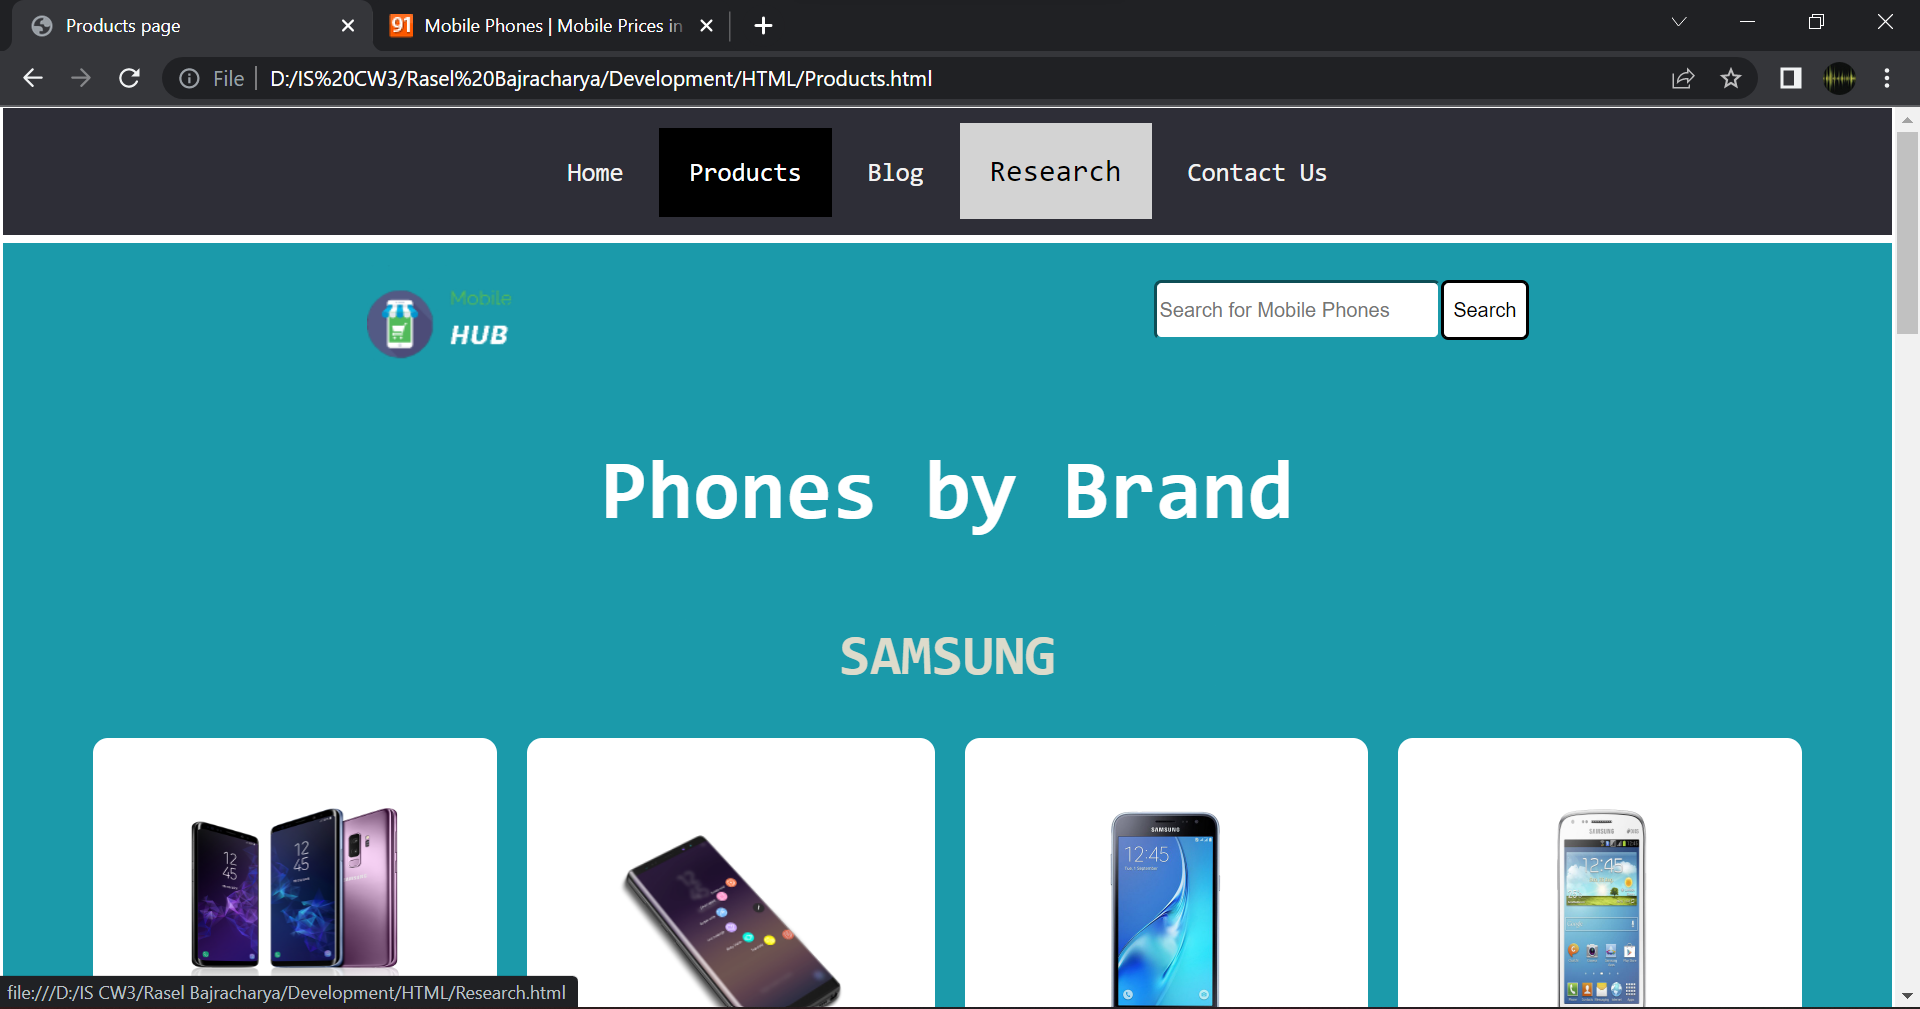 Products page
Mobile Phones | Mobile Prices in
File
D:/IS%20CW3/Rasel%20Bajracharya/Development/HTML/Products.html
Home Products Blog Research Contact Us
Mobile
HUB
Search for Mobile Phones Search
Phones by Brand
SAMSUNG
12
45
12
45
SAMSUNG
12:45
SAMSUNG
12:45
file:///D:/IS CW3/Rasel Bajracharya/Development/HTML/Research.html